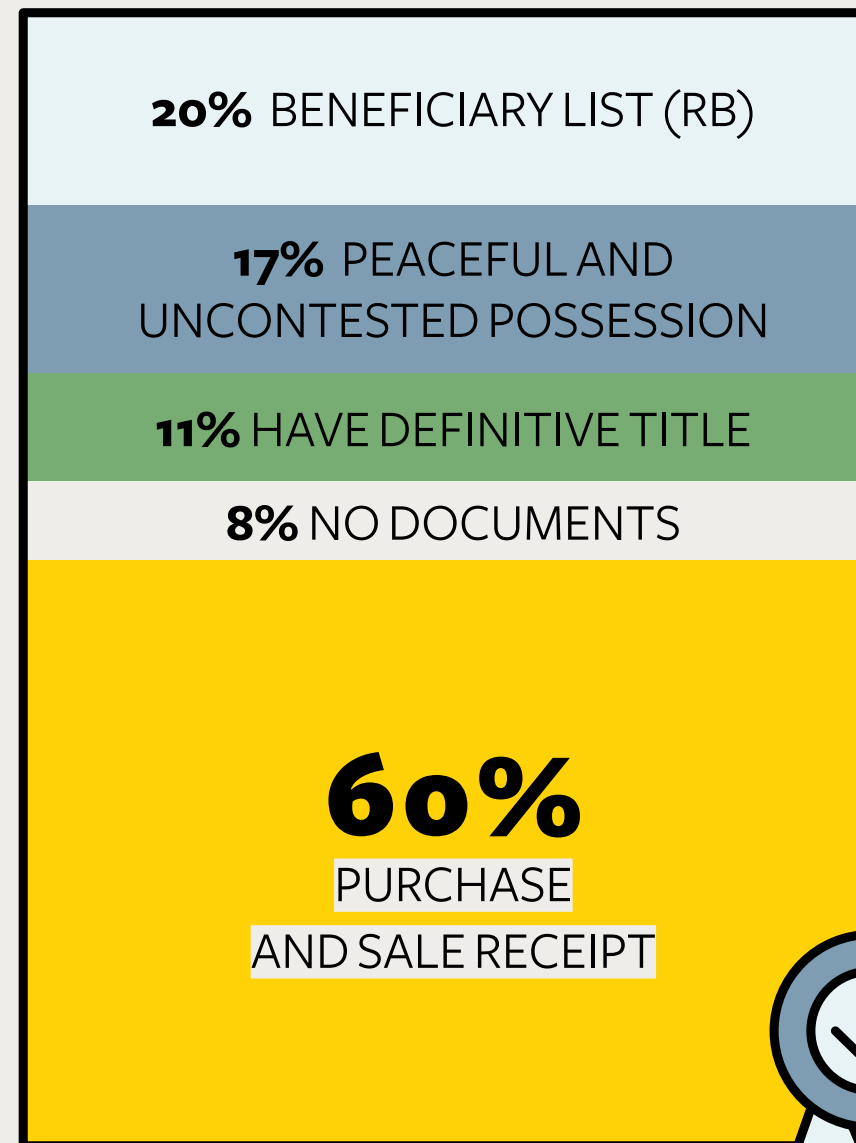 20% BENEFICIARY LIST (RB)
17% PEACEFUL AND
UNCONTESTED POSSESSION
11% HAVE DEFINITIVE TITLE
8% NO DOCUMENTS
60%
PURCHASE
AND SALE RECEIPT